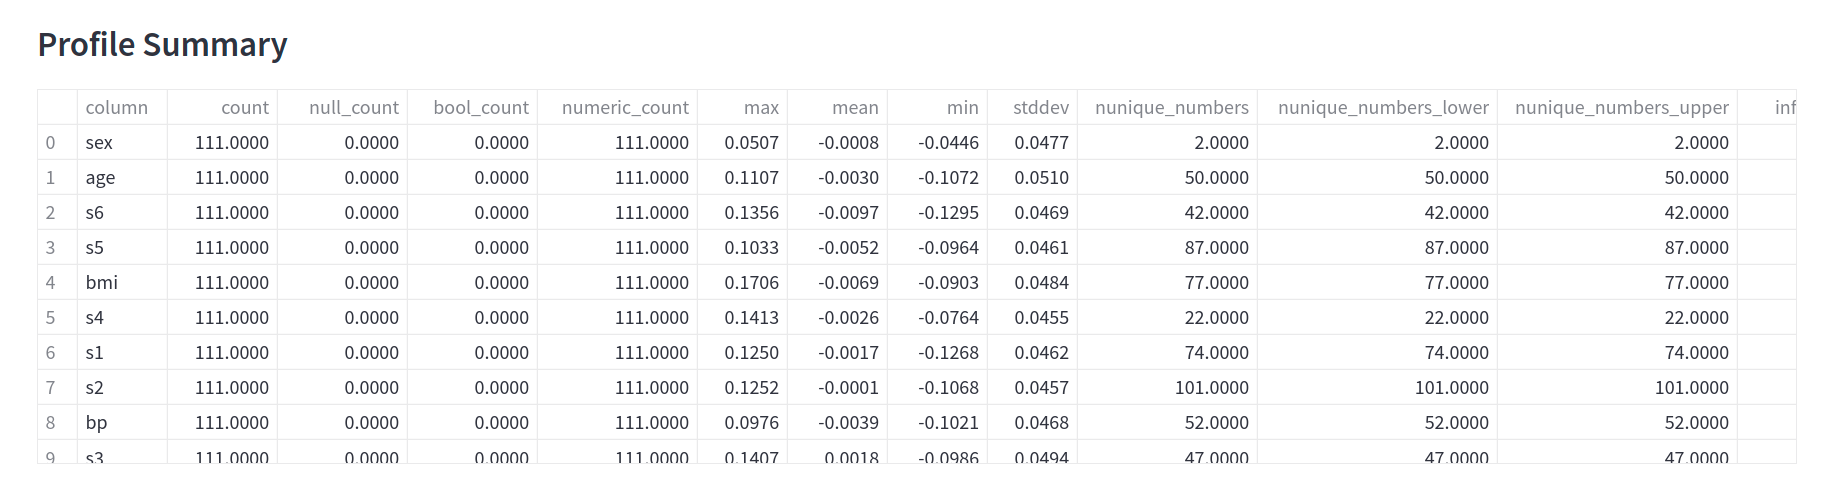 Profile Summary
column count null_count bool_count numeric_count max mean min stddev nunique_numbers nunique_numbers_lower nunique_numbers_upper inf
0 sex 111.0000 0.0000 0.0000 111.0000 0.0507 -0.0008 -0.0446 0.0477 2.0000 2.0000 2.0000
1 age 111.0000 0.0000 0.0000 111.0000 0.1107 -0.0030 -0.1072 0.0510 50.0000 50.0000 50.0000
2 s6 111.0000 0.0000 0.0000 111.0000 0.1356 -0.0097 -0.1295 0.0469 42.0000 42.0000 42.0000
3 s5 111.0000 0.0000 0.0000 111.0000 0.1033 -0.0052 -0.0964 0.0461 87.0000 87.0000 87.0000
4 bmi 111.0000 0.0000 0.0000 111.0000 0.1706 -0.0069 -0.0903 0.0484 77.0000 77.0000 77.0000
5 s4 111.0000 0.0000 0.0000 111.0000 0.1413 -0.0026 -0.0764 0.0455 22.0000 22.0000 22.0000
6 s1 111.0000 0.0000 0.0000 111.0000 0.1250 -0.0017 -0.1268 0.0462 74.0000 74.0000 74.0000
7 s2 111.0000 0.0000 0.0000 111.0000 0.1252 -0.0001 -0.1068 0.0457 101.0000 101.0000 101.0000
8 bp 111.0000 0.0000 0.0000 111.0000 0.0976 -0.0039 -0.1021 0.0468 52.0000 52.0000 52.0000
9 s3 111.0000 0.0000 0.0000 111.0000 0.1407 0.0018 -0.0986 0.0494 47.0000 47.0000 47.0000